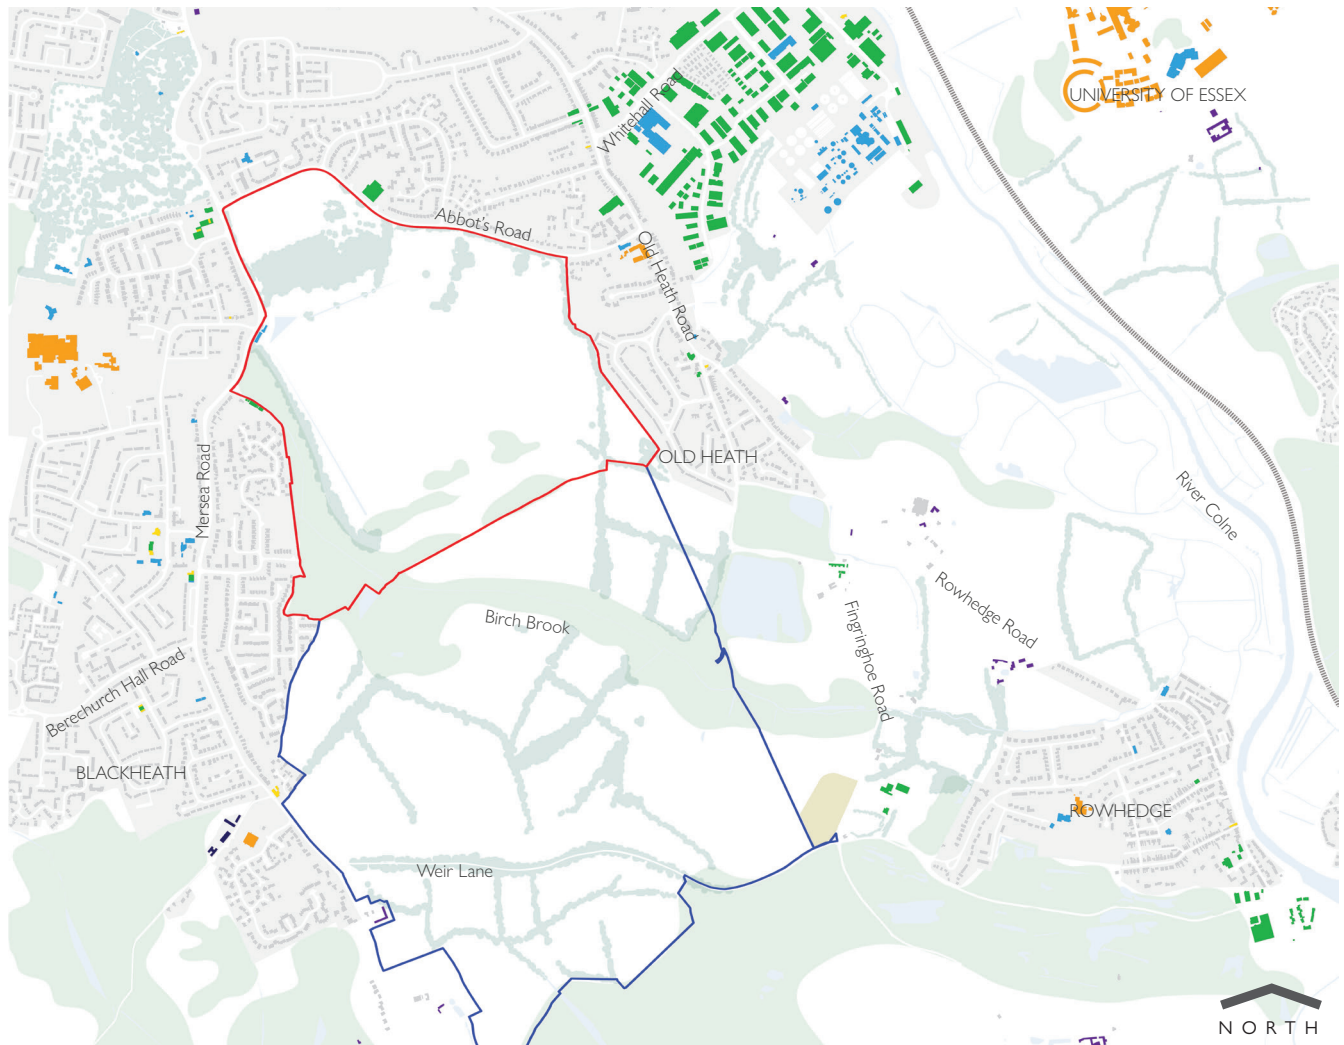 UNIVERSITY OF ESSEX
Whitehall Road
Abbot's Road
Old Heath Road
OLD HEATH
Mersea Road
River Colne
Rowhedge Road
Birch Brook
Fingringhoe Road
Berechurch Hall Road
BLACKHEATH
ROWHEDGE
Weir Lane
NORTH